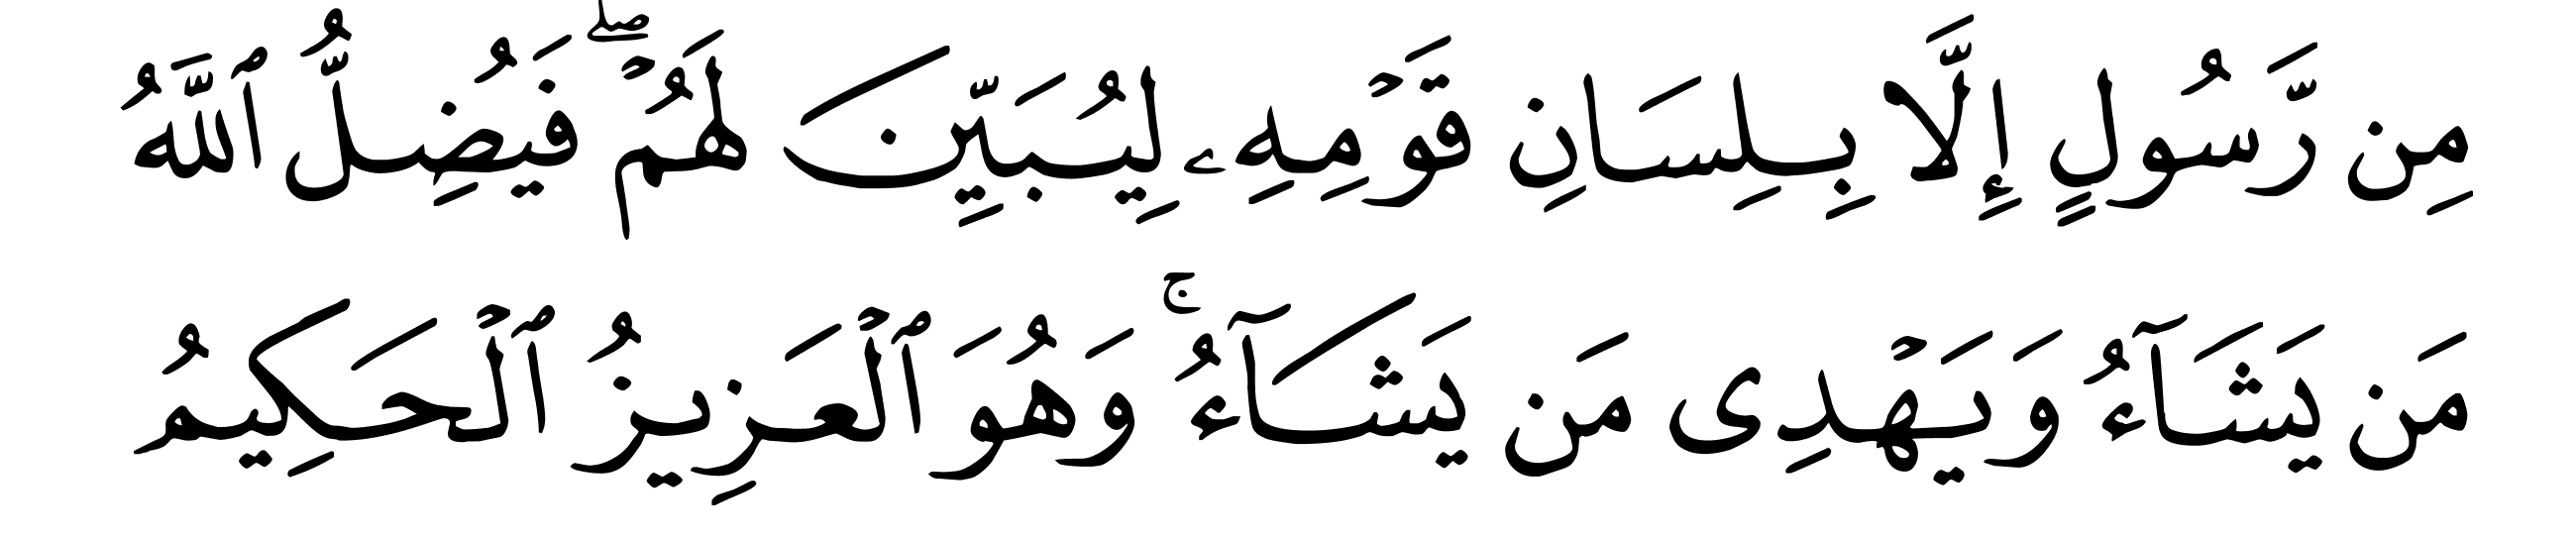 مِن رَّسُولٍ إِلَّا بِلِسَانِ قَوۡمِهِۦ لِيُبَيِّنَ لَهُمۡۖ فَيُضِلُّ ٱللَّهُ
مَن يَشَآءُ وَيَهۡدِي مَن يَشَآءُۚ وَهُوَ ٱلۡعَزِيزُ ٱلۡحَكِيمُ